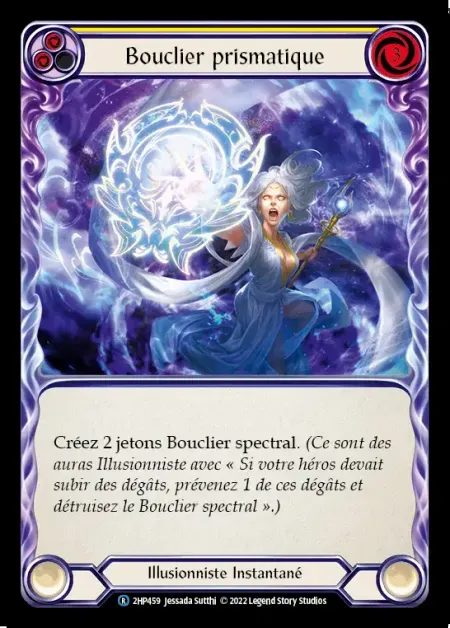 Bouclier prismatique
3
Créez 2 jetons Bouclier spectral. (Ce sont des
auras Illusionniste avec « Si votre héros devait
subir des dégâts, prévenez 1 de ces dégâts et
détruisez le Bouclier spectral ».)
Illusionniste Instantané
R 2HP459 Jessada Sutthi © 2022 Legend Story Studios